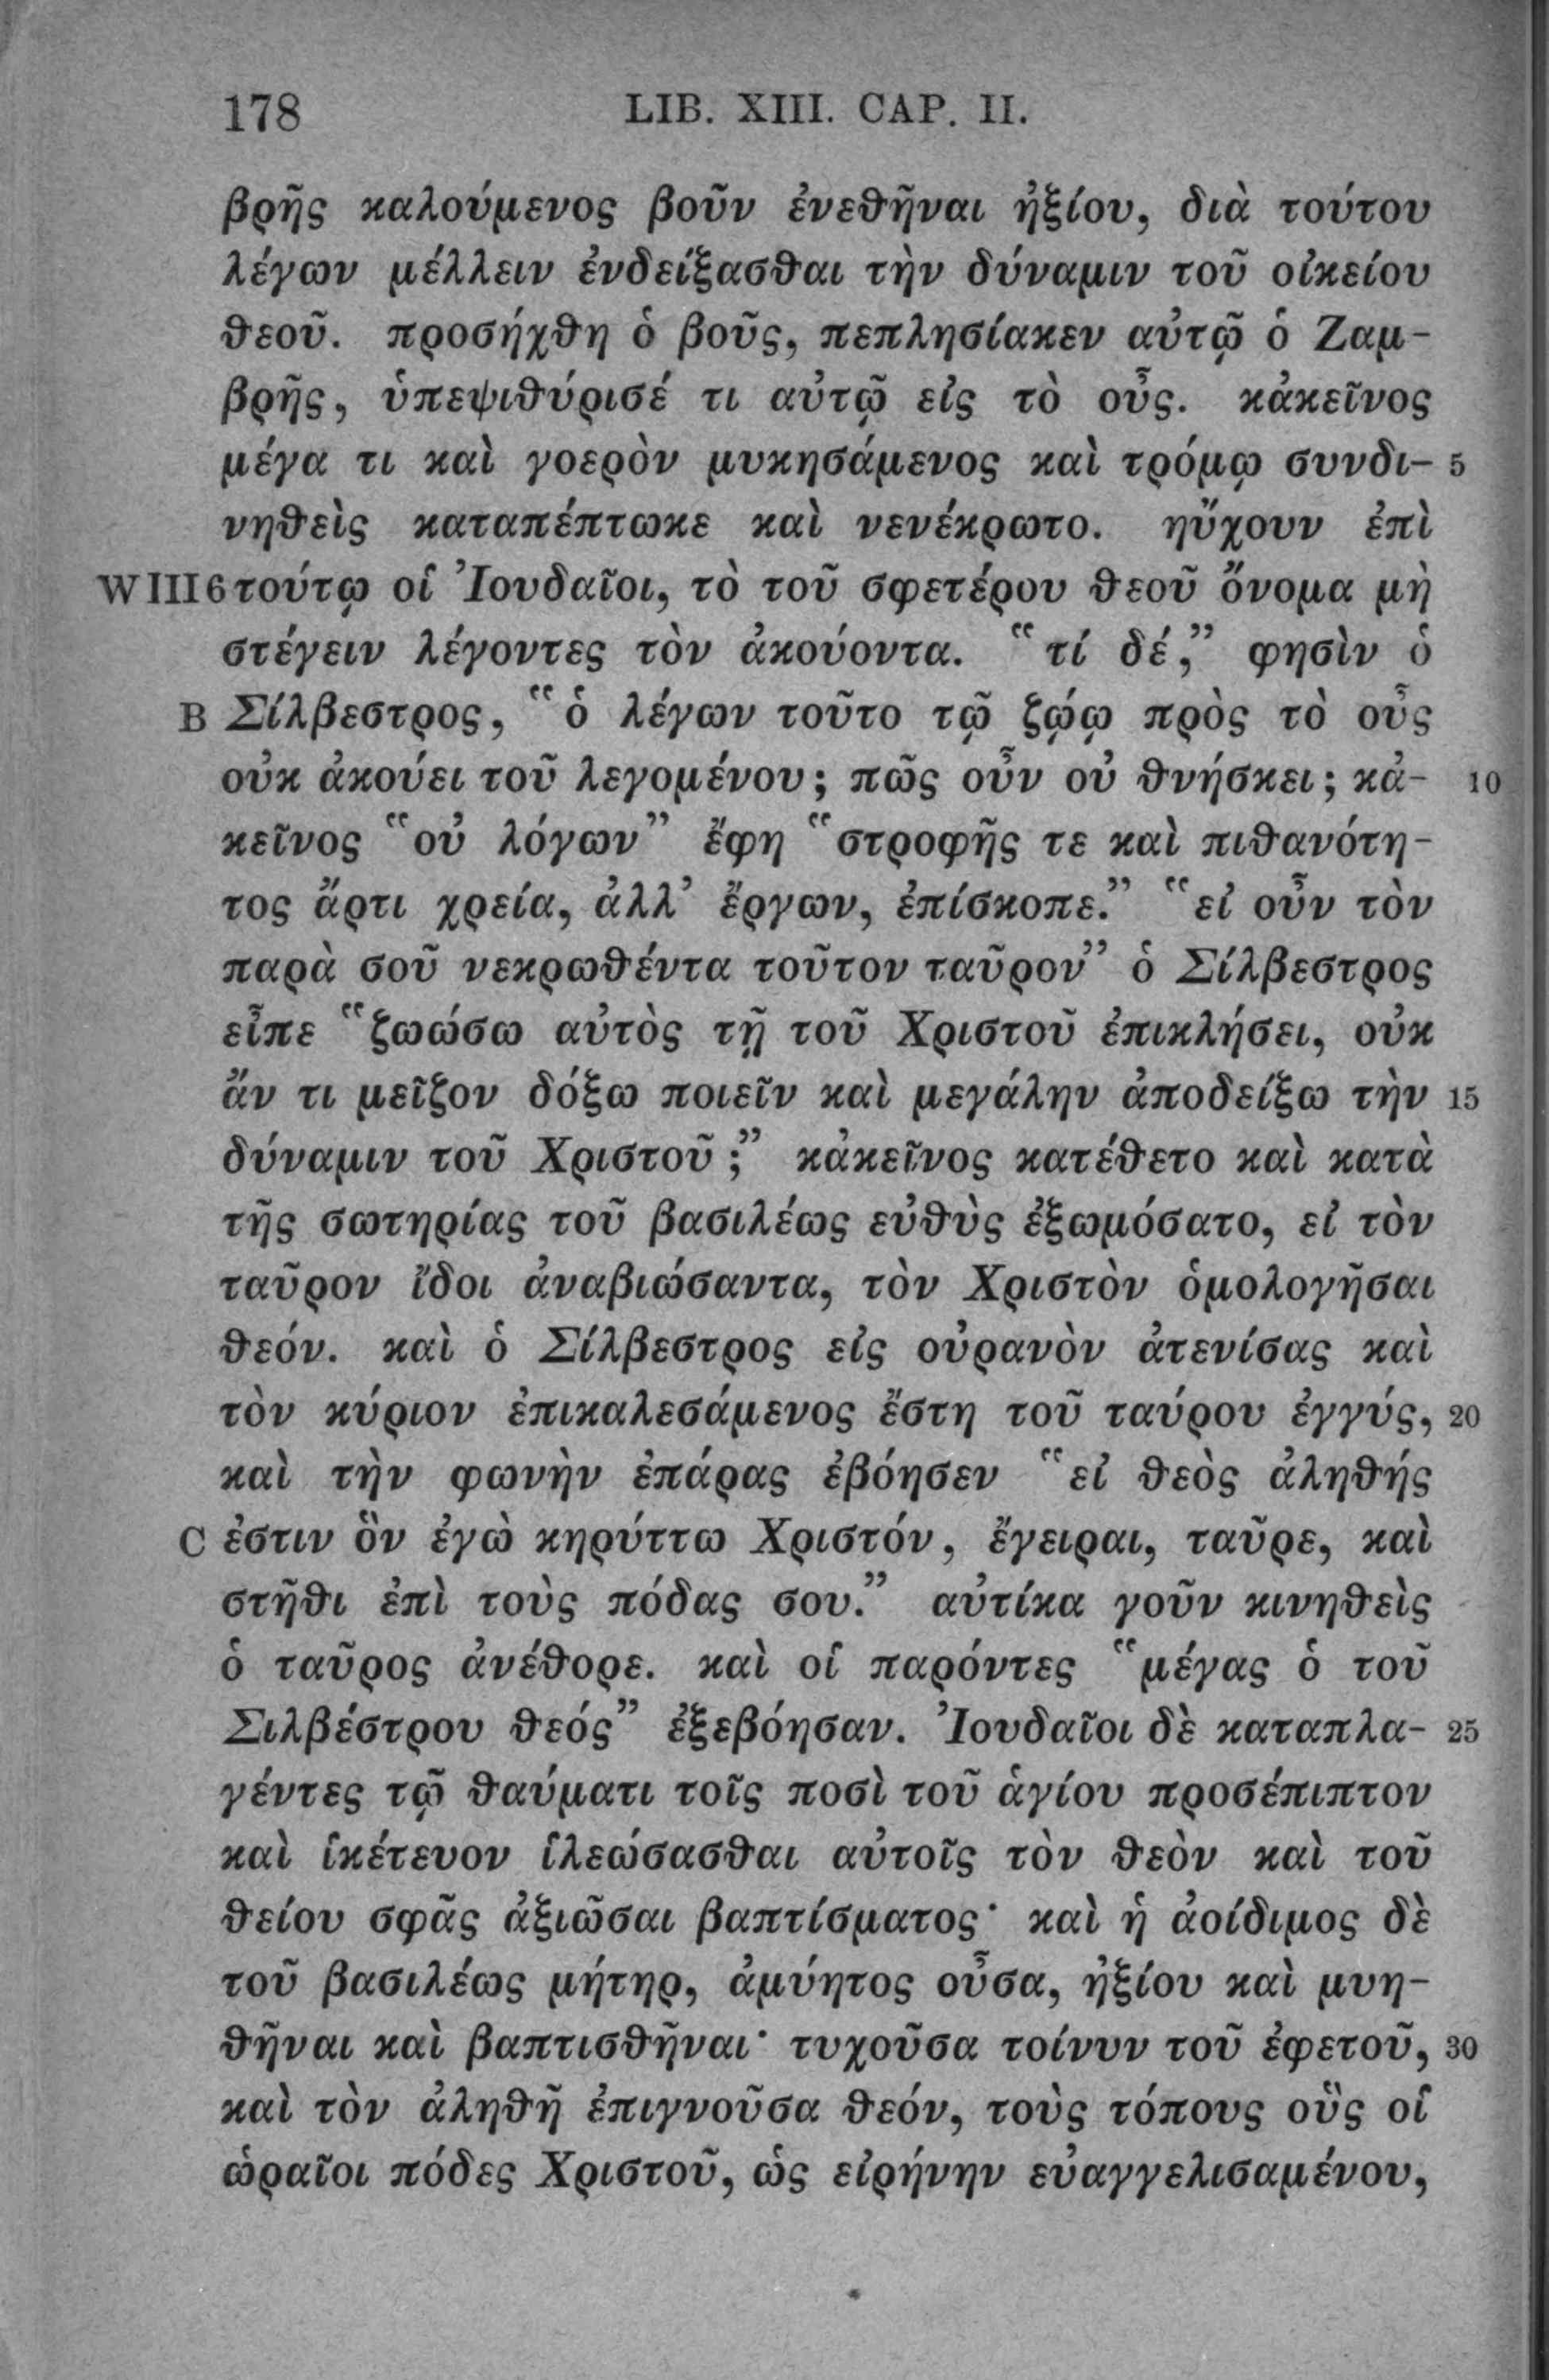 178 LIB. XIII. CAP. II.
βρῆς καλούμενος βοῦν ἐνεθῆναι ἠξίου, διὰ τούτου
λέγων μέλλειν ἐνδείξασθαι τὴν δύναμιν τοῦ οἰκείου
θεοῦ. προσήχθη ὁ βοῦς, πεπλησίακεν αὐτῷ ὁ Ζαμ-
βρῆς, ὑπεψιθύρισέ τι αὐτῷ εἰς τὸ οὖς. κἀκεῖνος
μέγα τι καὶ γοερὸν μυκησάμενος καὶ τρόμῳ συνδι- 5
νηθεὶς καταπέπτωκε καὶ νενέκρωτο. ηὔχουν ἐπὶ
W III 6 τούτῳ οἱ Ἰουδαῖοι, τὸ τοῦ σφετέρου θεοῦ ὄνομα μὴ
στέγειν λέγοντες τὸν ἀκούοντα. "τί δέ," φησὶν ὁ
B Σίλβεστρος, "ὁ λέγων τοῦτο τῷ ζῴῳ πρὸς τὸ οὖς
οὐκ ἀκούει τοῦ λεγομένου; πῶς οὖν οὐ θνήσκει; κἀ- 10
κεῖνος "οὐ λόγων" ἔφη "στροφῆς τε καὶ πιθανότη-
τος ἄρτι χρεία, ἀλλ' ἔργων, ἐπίσκοπε." "εἰ οὖν τὸν
παρὰ σοῦ νεκρωθέντα τοῦτον ταῦρον" ὁ Σίλβεστρος
εἶπε "ζωώσω αὐτὸς τῇ τοῦ Χριστοῦ ἐπικλήσει, οὐκ
ἄν τι μεῖζον δόξω ποιεῖν καὶ μεγάλην ἀποδείξω τὴν 15
δύναμιν τοῦ Χριστοῦ;" κἀκεῖνος κατέθετο καὶ κατὰ
τῆς σωτηρίας τοῦ βασιλέως εὐθὺς ἐξωμόσατο, εἰ τὸν
ταῦρον ἴδοι ἀναβιώσαντα, τὸν Χριστὸν ὁμολογῆσαι
θεόν. καὶ ὁ Σίλβεστρος εἰς οὐρανὸν ἀτενίσας καὶ
τὸν κύριον ἐπικαλεσάμενος ἔστη τοῦ ταύρου ἐγγύς, 20
καὶ τὴν φωνὴν ἐπάρας ἐβόησεν "εἰ θεὸς ἀληθής
C ἐστιν ὃν ἐγὼ κηρύττω Χριστόν, ἔγειραι, ταῦρε, καὶ
στῆθι ἐπὶ τοὺς πόδας σου." αὐτίκα γοῦν κινηθεὶς
ὁ ταῦρος ἀνέθορε. καὶ οἱ παρόντες "μέγας ὁ τοῦ
Σιλβέστρου θεός" ἐξεβόησαν. Ἰουδαῖοι δὲ καταπλα- 25
γέντες τῷ θαύματι τοῖς ποσὶ τοῦ ἁγίου προσέπιπτον
καὶ ἱκέτευον ἱλεώσασθαι αὐτοῖς τὸν θεὸν καὶ τοῦ
θείου σφᾶς ἀξιῶσαι βαπτίσματος· καὶ ἡ ἀοίδιμος δὲ
τοῦ βασιλέως μήτηρ, ἀμύητος οὖσα, ἠξίου καὶ μυη-
θῆναι καὶ βαπτισθῆναι· τυχοῦσα τοίνυν τοῦ ἐφετοῦ, 30
καὶ τὸν ἀληθῆ ἐπιγνοῦσα θεόν, τοὺς τόπους οὓς οἱ
ὡραῖοι πόδες Χριστοῦ, ὡς εἰρήνην εὐαγγελισαμένου,